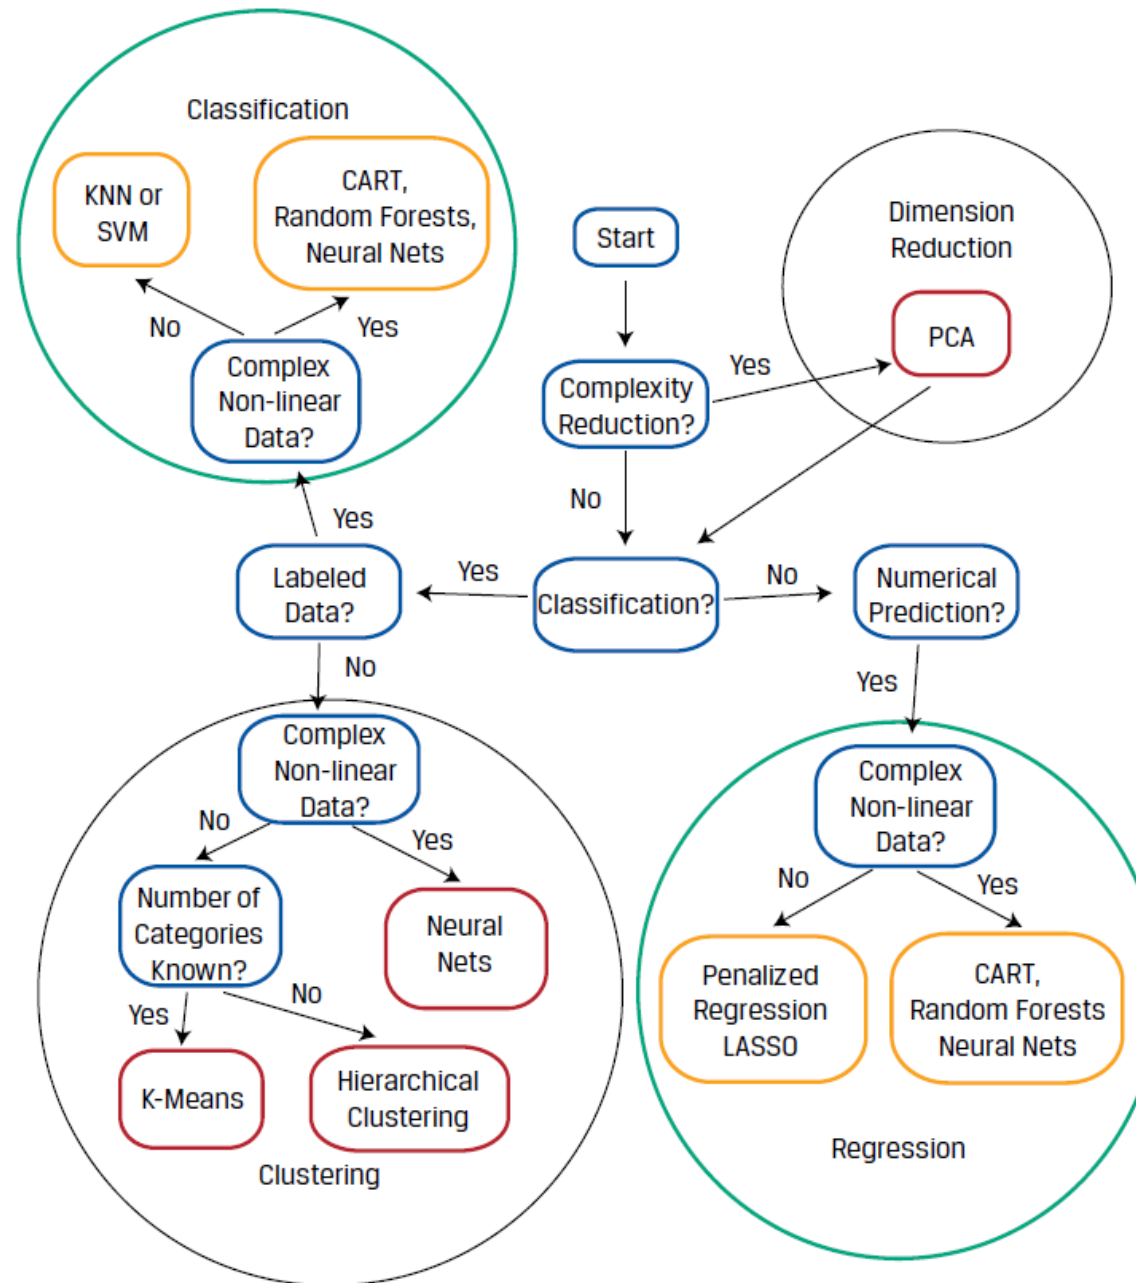 Classification
KNN or
SVM
CART,
Random Forests,
Neural Nets
No
Yes
Complex
Non-linear
Data?
Start
Dimension
Reduction
PCA
Complexity
Reduction?
Yes
No
Yes
Labeled
Data?
Yes
Classification?
No
Numerical
Prediction?
No
Yes
Complex
Non-linear
Data?
No
Yes
Number of
Categories
Known?
Neural
Nets
Yes
No
K-Means
Hierarchical
Clustering
Clustering
Complex
Non-linear
Data?
No
Yes
Penalized
Regression
LASSO
CART,
Random Forests
Neural Nets
Regression